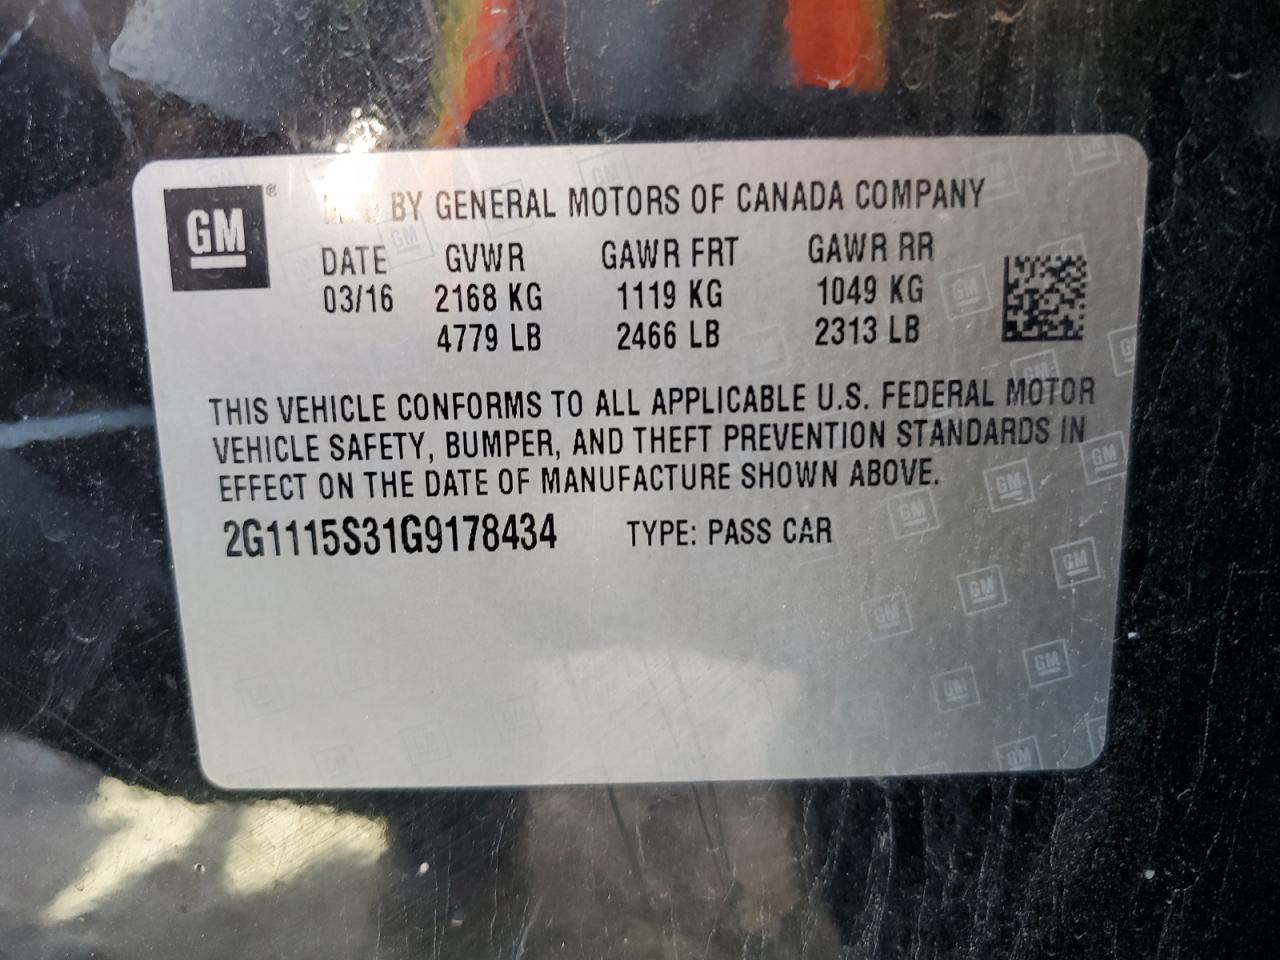 GM ®
BY GENERAL MOTORS OF CANADA COMPANY
DATE GVWR GAWR FRT GAWR RR
03/16 2168 KG 1119 KG 1049 KG
4779 LB 2466 LB 2313 LB
THIS VEHICLE CONFORMS TO ALL APPLICABLE U.S. FEDERAL MOTOR
VEHICLE SAFETY, BUMPER, AND THEFT PREVENTION STANDARDS IN
EFFECT ON THE DATE OF MANUFACTURE SHOWN ABOVE.
2G1115S31G9178434 TYPE: PASS CAR